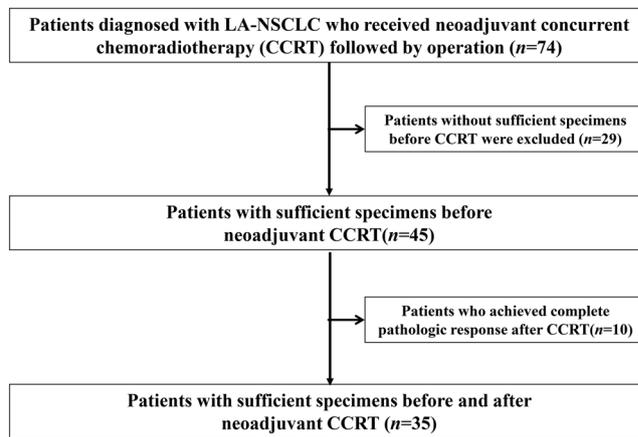 Patients diagnosed with LA-NSCLC who received neoadjuvant concurrent
chemoradiotherapy (CCRT) followed by operation (n=74)
Patients without sufficient specimens
before CCRT were excluded (n=29)
Patients with sufficient specimens before
neoadjuvant CCRT(n=45)
Patients who achieved complete
pathologic response after CCRT(n=10)
Patients with sufficient specimens before and after
neoadjuvant CCRT (n=35)